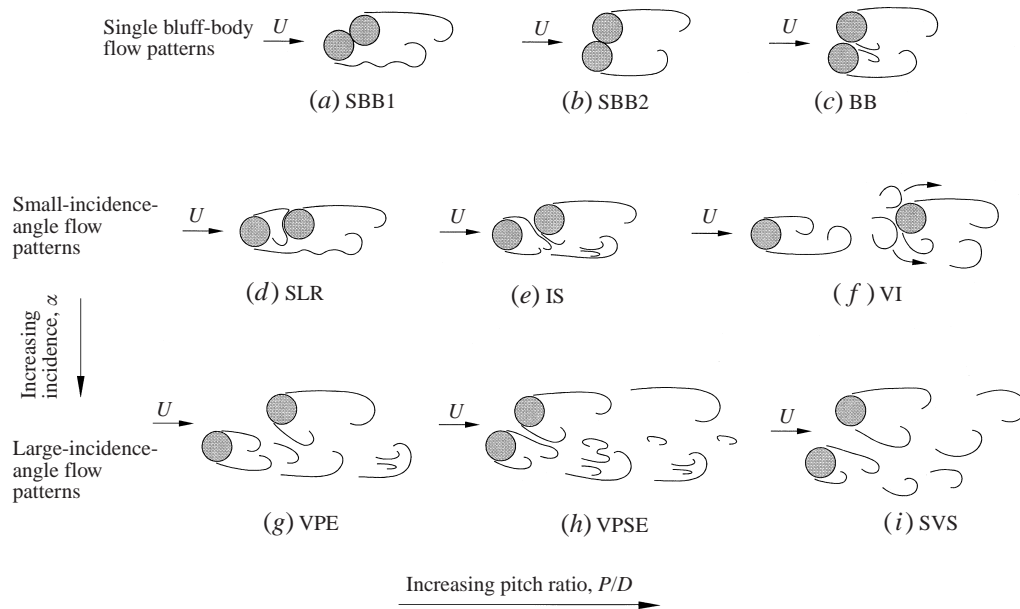 Single bluff-body
flow patterns
U
U
U
(a) SBB1
(b) SBB2
(c) BB
Small-incidence-
angle flow
patterns
U
U
U
(d) SLR
(e) IS
(f) VI
Increasing
incidence, α
U
U
U
Large-incidence-
angle flow
patterns
(g) VPE
(h) VPSE
(i) SVS
Increasing pitch ratio, P/D